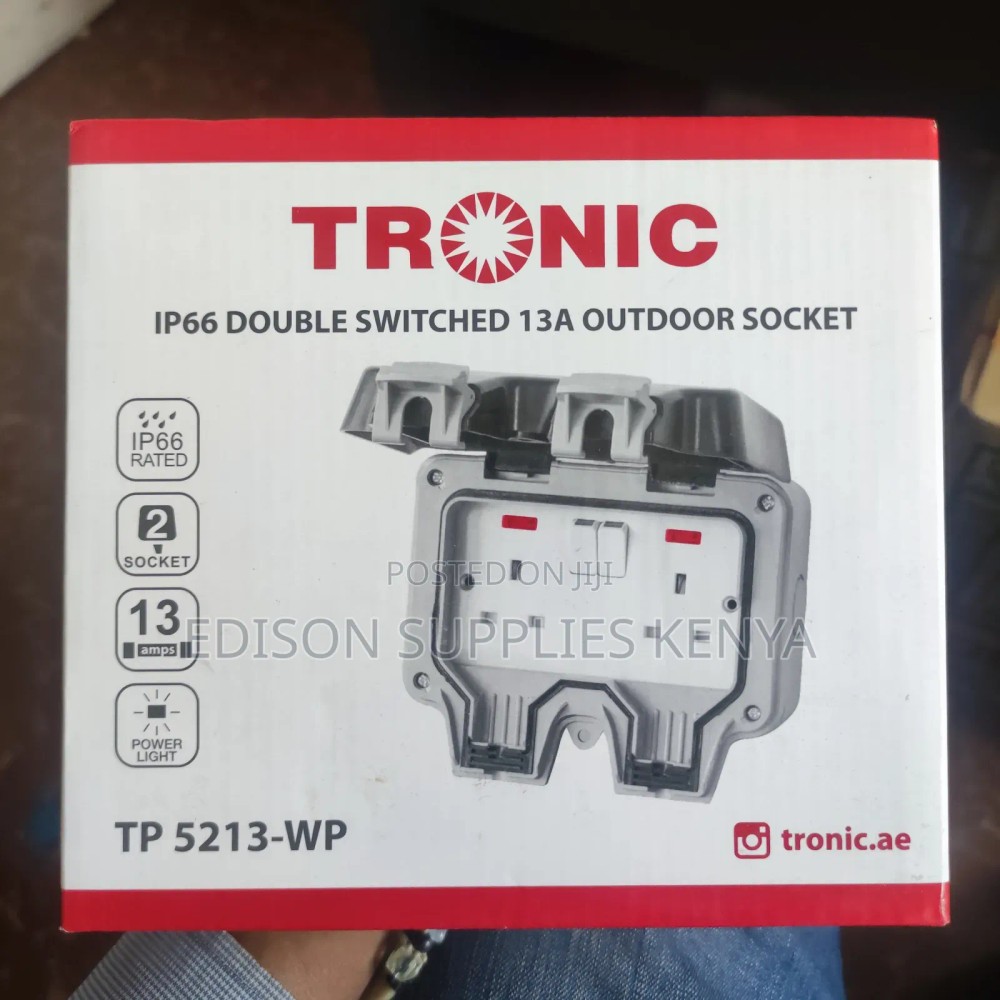 TRONIC
IP66 DOUBLE SWITCHED 13A OUTDOOR SOCKET
IP66
RATED
2
SOCKET
13
amps
POWER
LIGHT
POSTED ON JIJI
EDISON SUPPLIES KENYA
TP 5213-WP
tronic.ae